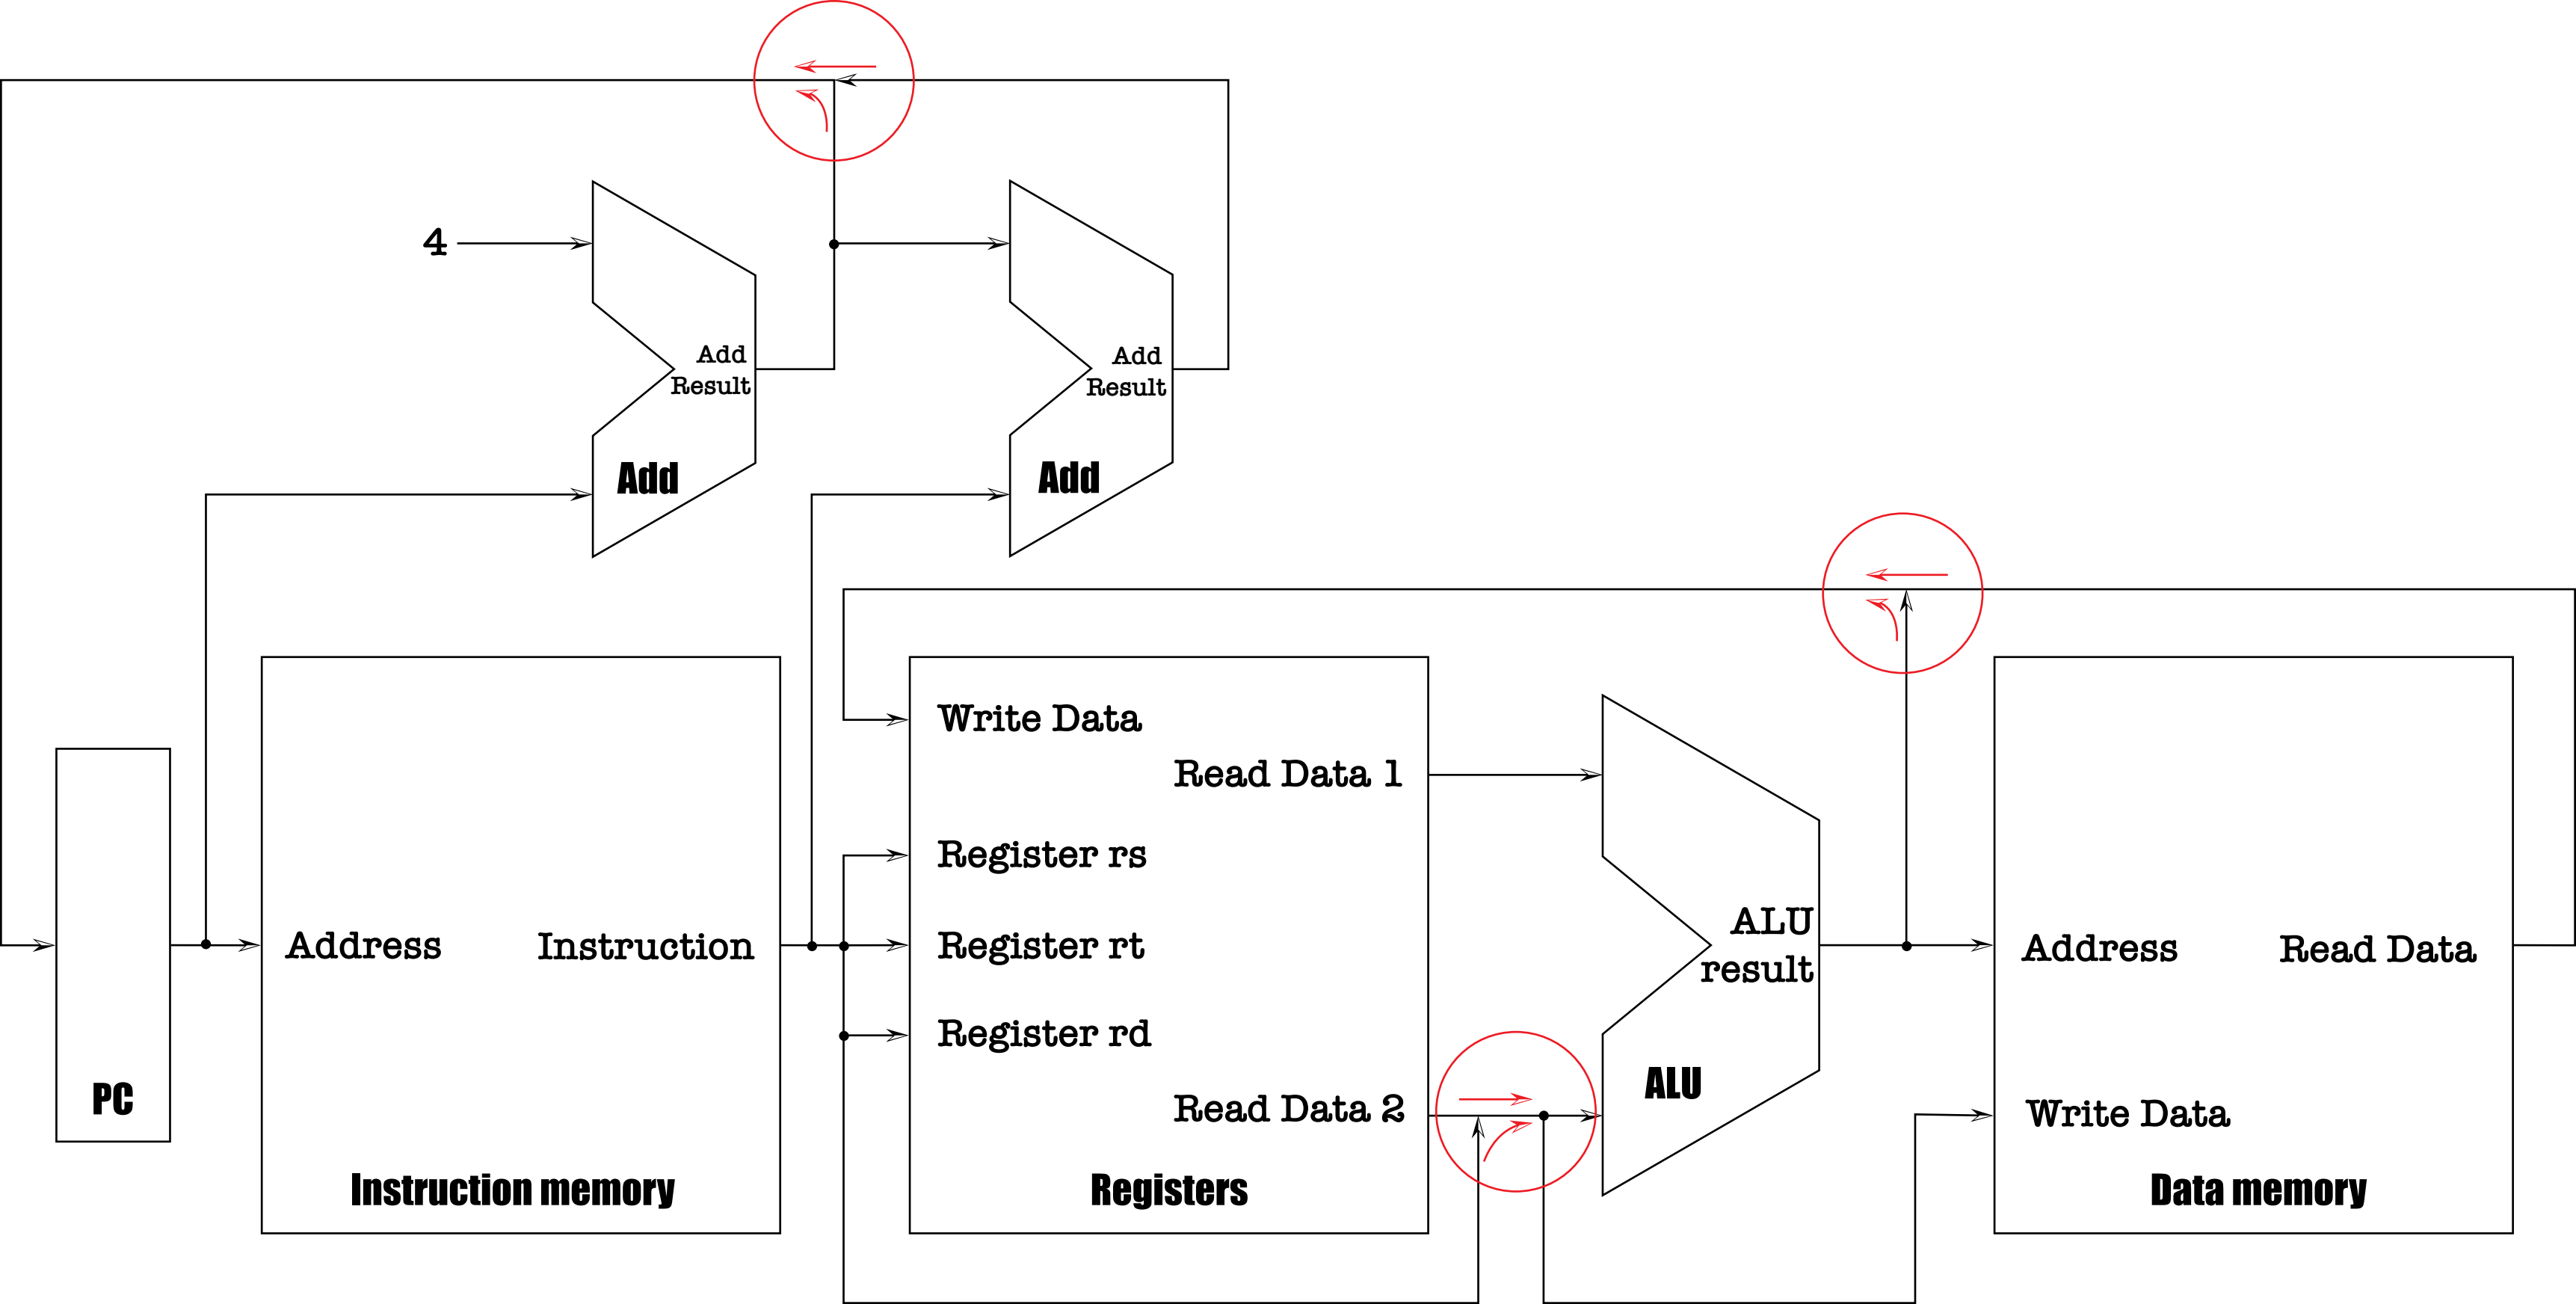 4
Add
Result
Add
Add
Result
Add
Write Data
Read Data 1
Register rs
ALU
result
Address
Instruction
Register rt
Address
Read Data
Register rd
PC
ALU
Read Data 2
Write Data
Instruction memory
Registers
Data memory